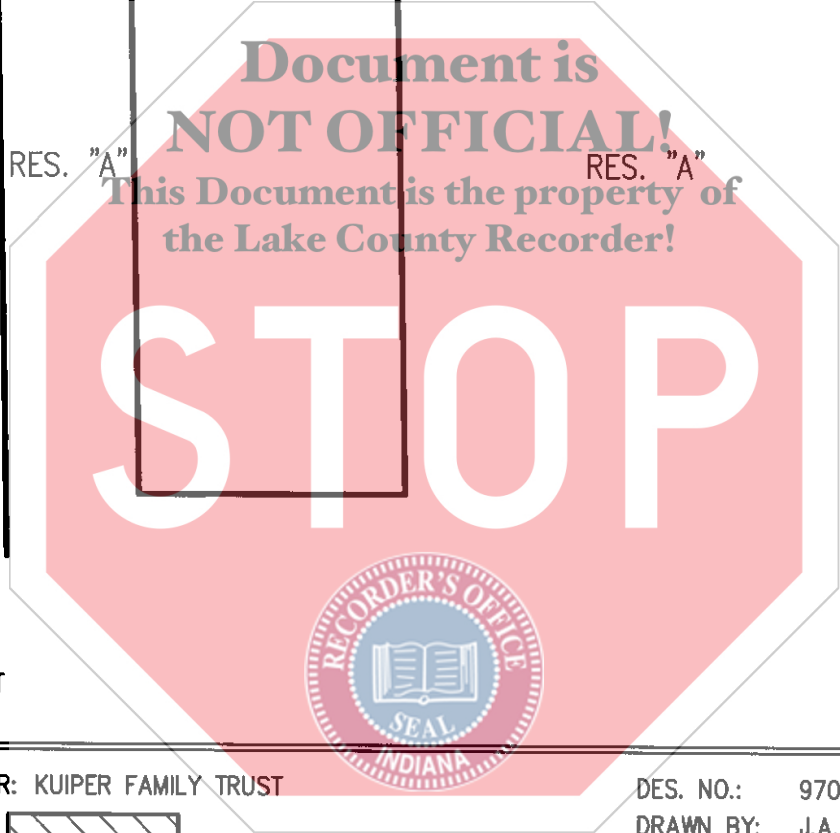 Document is
NOT OFFICIAL!
RES. "A"
RES. "A"
This Document is the property of
the Lake County Recorder!
STOP
RECORDER'S OFFICE
SEAL
INDIANA
R: KUIPER FAMILY TRUST
DES. NO.: 970
DRAWN BY: J.A